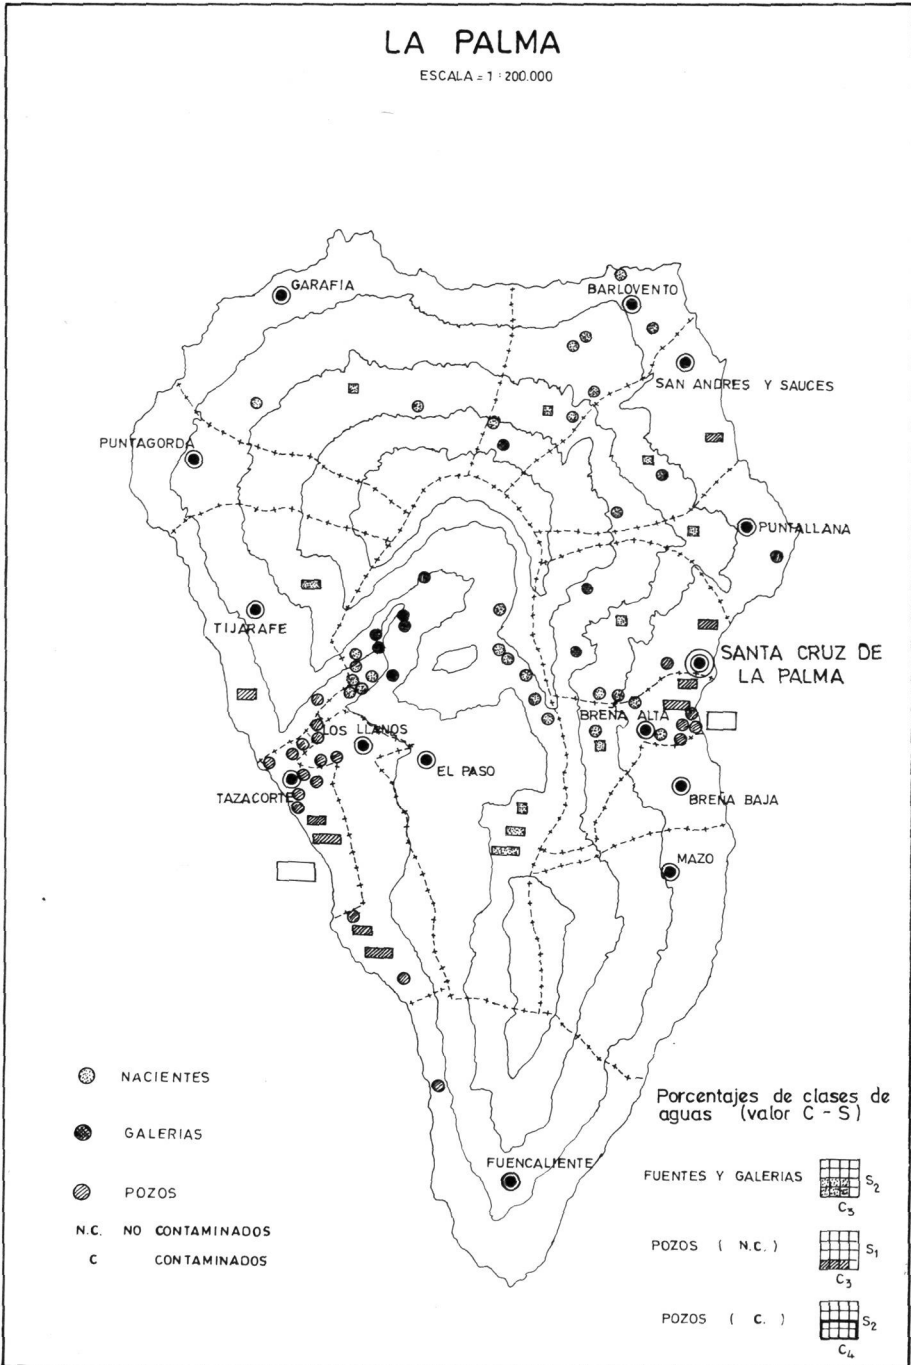 LA PALMA
ESCALA = 1 : 200.000
GARAFIA
BARLOVENTO
SAN ANDRES Y SAUCES
PUNTAGORDA
PUNTALLANA
TIJARAFE
SANTA CRUZ DE
LA PALMA
BREÑA ALTA
LOS LLANOS
EL PASO
TAZACORTE
BREÑA BAJA
MAZO
NACIENTES
GALERIAS
POZOS
N.C. NO CONTAMINADOS
C CONTAMINADOS
FUENCALIENTE
Porcentajes de clases de
aguas (valor C - S)
FUENTES Y GALERIAS S2
C3
POZOS ( N.C. ) S1
C3
POZOS ( C. ) S2
C4